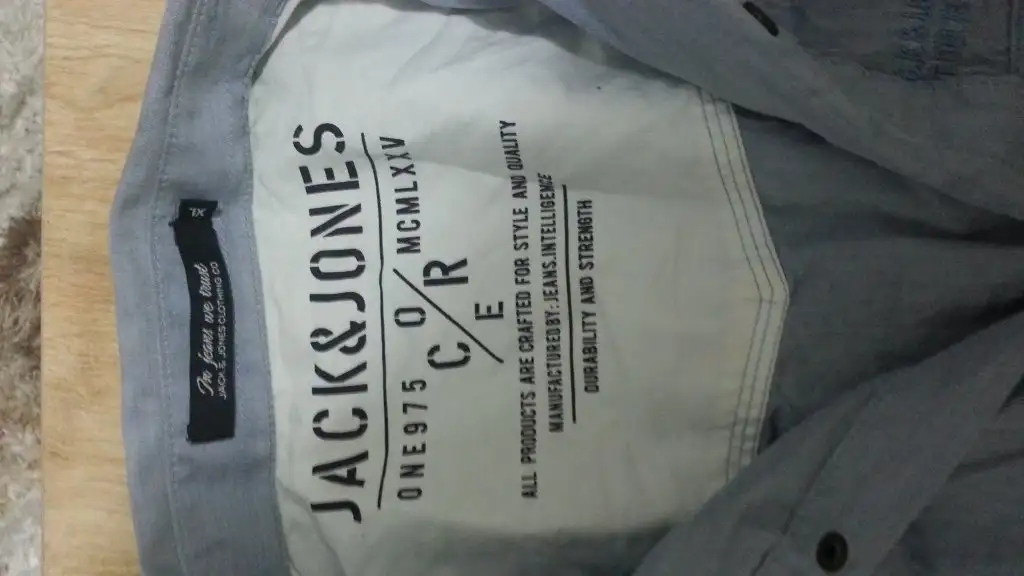 XL
In jeans we trust
JACK & JONES CLOTHING CO
JACK&JONES
ONE975 CORE MCMLXXV
ALL PRODUCTS ARE CRAFTED FOR STYLE AND QUALITY
MANUFACTURED BY: JEANS.INTELLIGENCE
DURABILITY AND STRENGTH